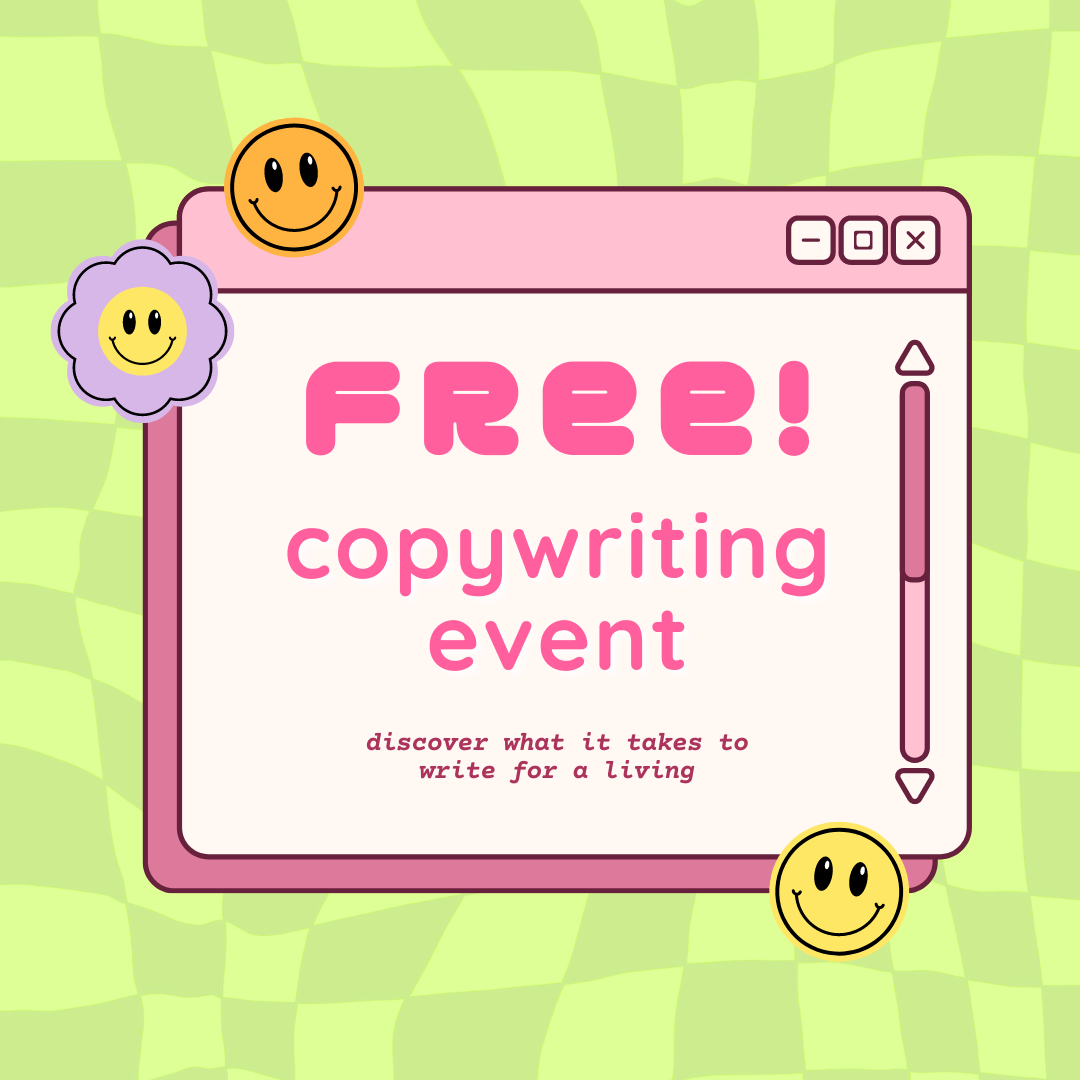 FREE!
copywriting
event
discover what it takes to
write for a living